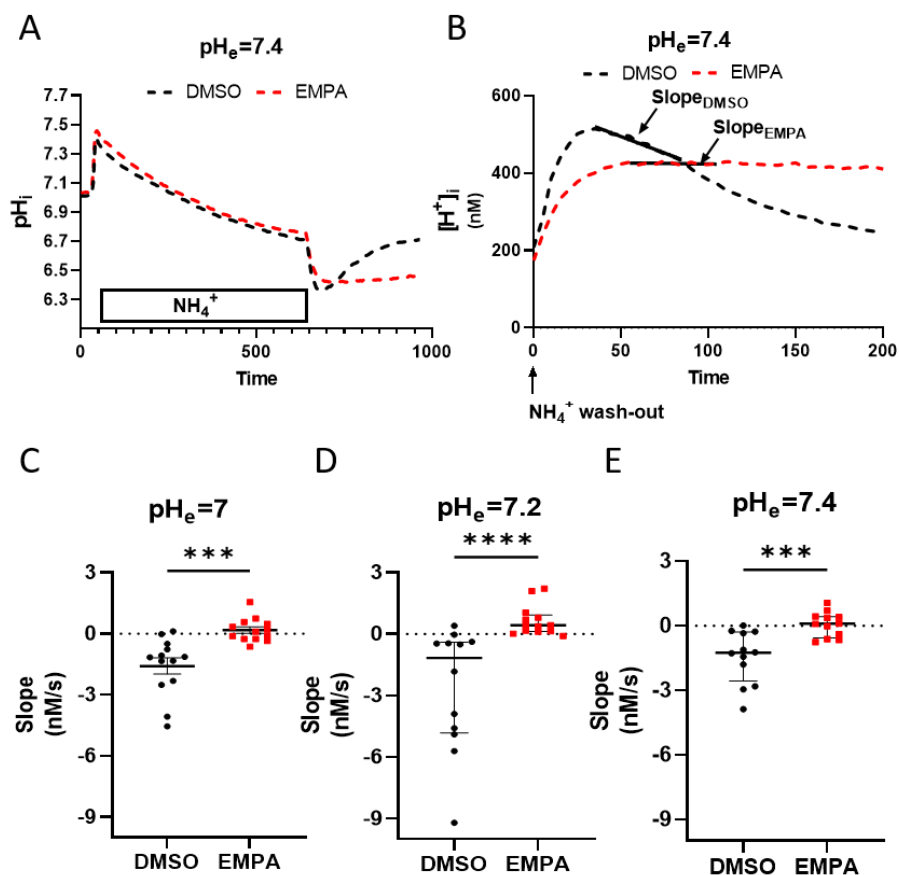 A
pHe=7.4
DMSO EMPA
7.7
7.5
7.3
7.1
6.9
6.7
6.5
6.3
pHi
NH4+
0 500 1000
Time
B
pHe=7.4
DMSO EMPA
SlopeDMSO
SlopeEMPA
600
400
200
0
[H+]i
(nM)
0 50 100 150 200
Time
NH4+ wash-out
C
pHe=7
***
3
0
-3
-6
-9
Slope
(nM/s)
DMSO EMPA
D
pHe=7.2
****
3
0
-3
-6
-9
Slope
(nM/s)
DMSO EMPA
E
pHe=7.4
***
3
0
-3
-6
-9
Slope
(nM/s)
DMSO EMPA